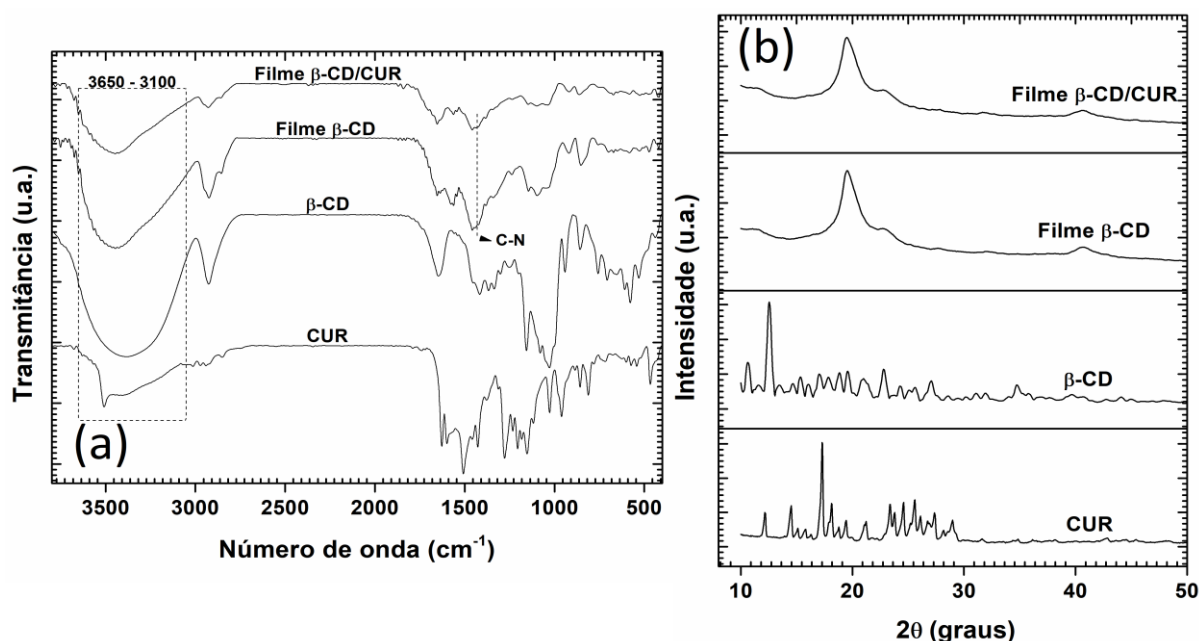 (a)
3650 - 3100
Filme β-CD/CUR
Filme β-CD
β-CD
C-N
CUR
Transmitância (u.a.)
3500 3000 2500 2000 1500 1000 500
Número de onda (cm⁻¹)
(b)
Filme β-CD/CUR
Filme β-CD
β-CD
CUR
Intensidade (u.a.)
10 20 30 40 50
2θ (graus)